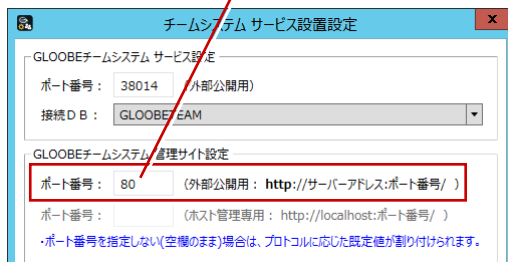 チームシステム サービス設置設定
x
GLOOBEチームシステム サービス設定
ポート番号： 38014 （外部公開用）
接続ＤＢ： GLOOBETEAM
GLOOBEチームシステム 管理サイト設定
ポート番号： 80 （外部公開用： http://サーバーアドレス:ポート番号/ ）
ポート番号： （ホスト管理専用： http://localhost:ポート番号/ ）
・ポート番号を指定しない(空欄のまま)場合は、プロトコルに応じた既定値が割り付けられます。